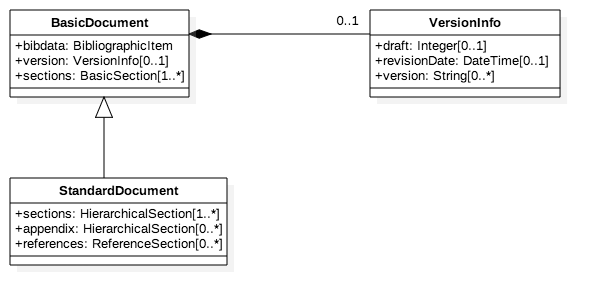 BasicDocument
+bibdata: BibliographicItem
+version: VersionInfo[0..1]
+sections: BasicSection[1..*]
0..1
VersionInfo
+draft: Integer[0..1]
+revisionDate: DateTime[0..1]
+version: String[0..*]
StandardDocument
+sections: HierarchicalSection[1..*]
+appendix: HierarchicalSection[0..*]
+references: ReferenceSection[0..*]